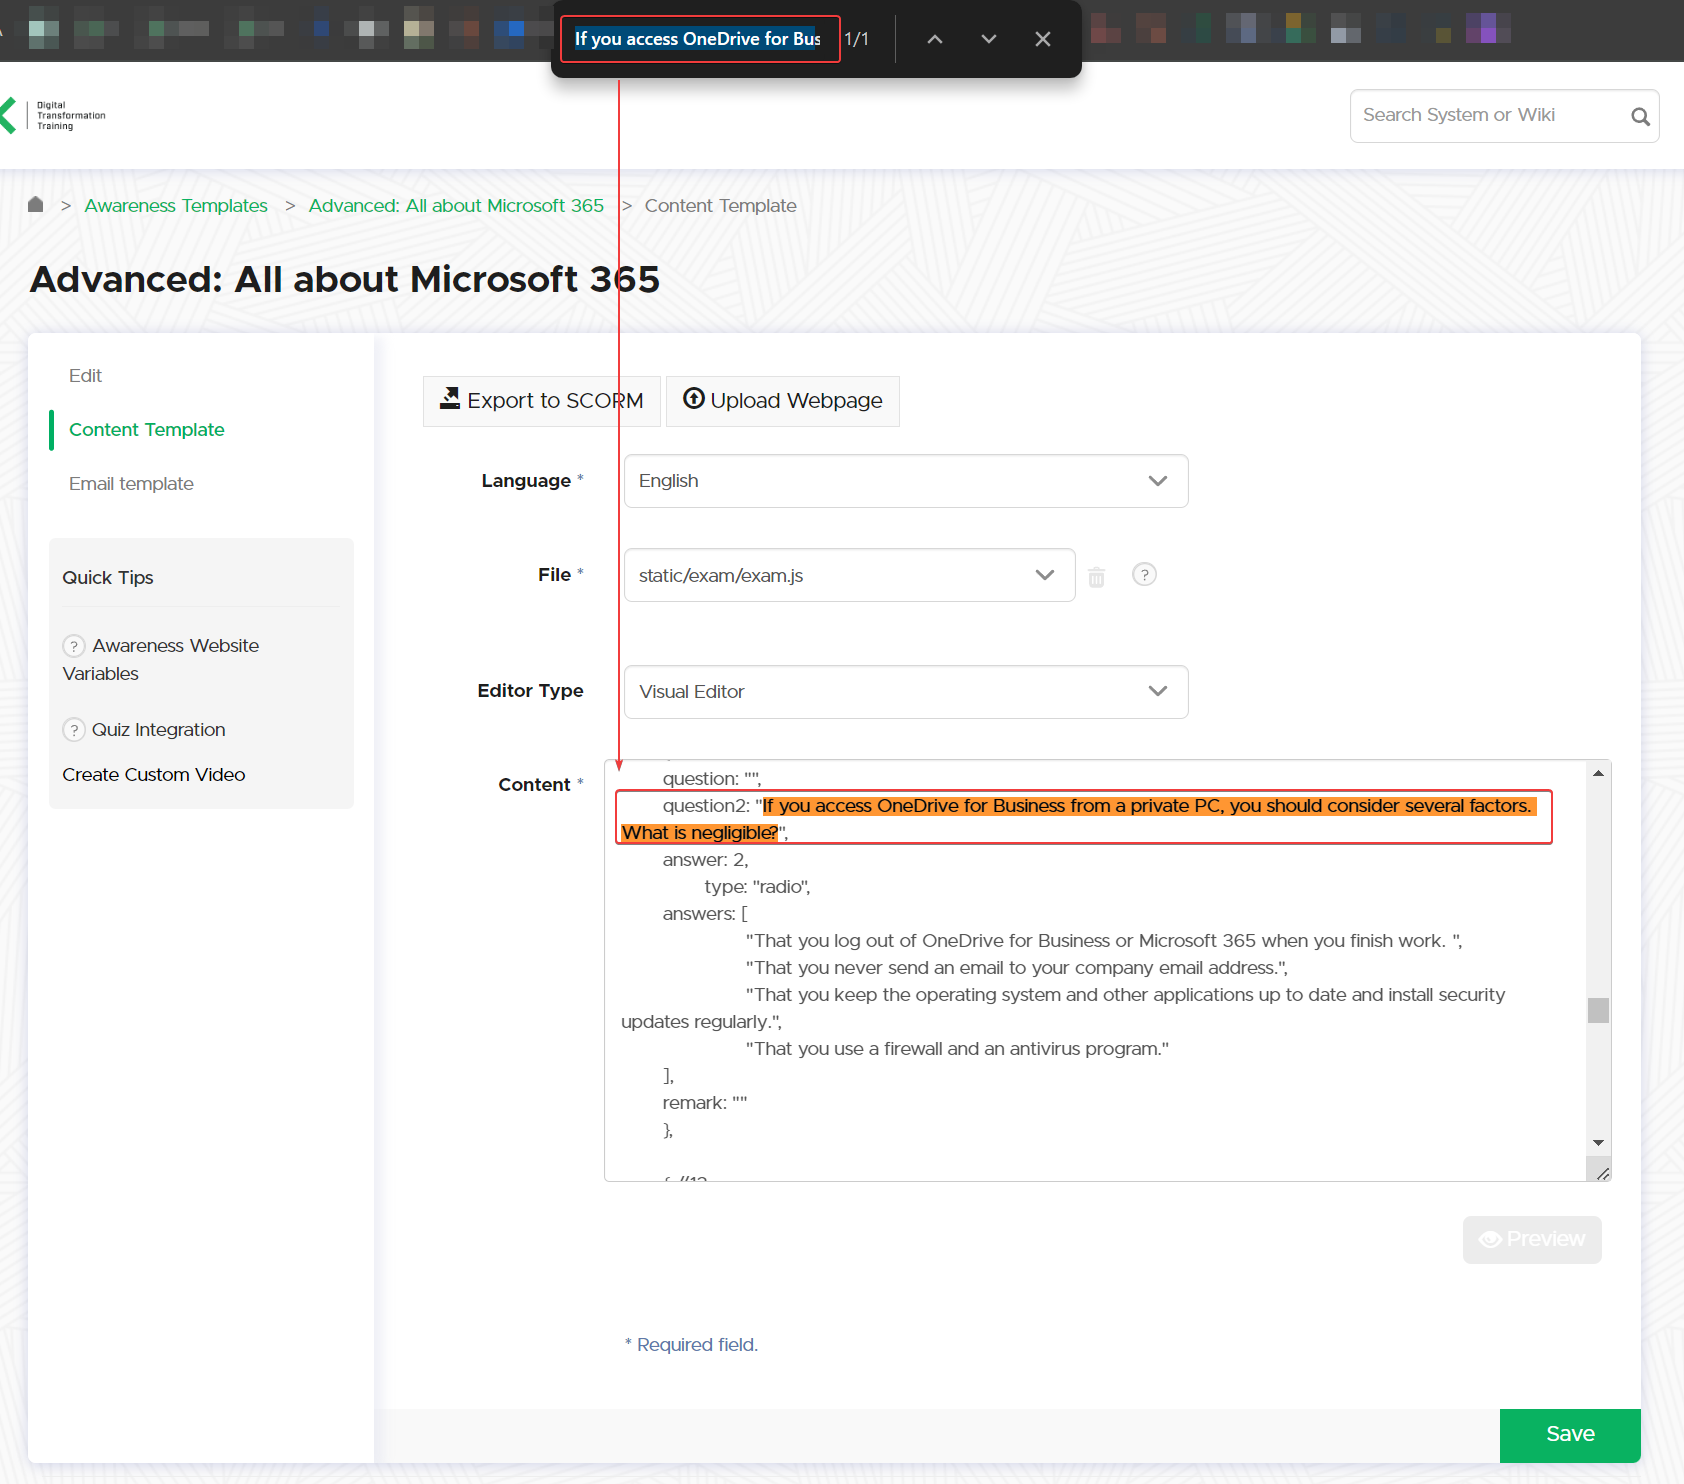 If you access OneDrive for Bus 1/1
Digital
Transformation
Training
Search System or Wiki
> Awareness Templates > Advanced: All about Microsoft 365 > Content Template
Advanced: All about Microsoft 365
Edit
Content Template
Email template
Quick Tips
? Awareness Website
Variables
? Quiz Integration
Create Custom Video
Export to SCORM
Upload Webpage
Language *
English
File *
static/exam/exam.js
?
Editor Type
Visual Editor
Content *
question: "",
question2: "If you access OneDrive for Business from a private PC, you should consider several factors.
What is negligible?",
answer: 2,
type: "radio",
answers: [
"That you log out of OneDrive for Business or Microsoft 365 when you finish work. ",
"That you never send an email to your company email address.",
"That you keep the operating system and other applications up to date and install security
updates regularly.",
"That you use a firewall and an antivirus program."
],
remark: ""
},
Preview
* Required field.
Save